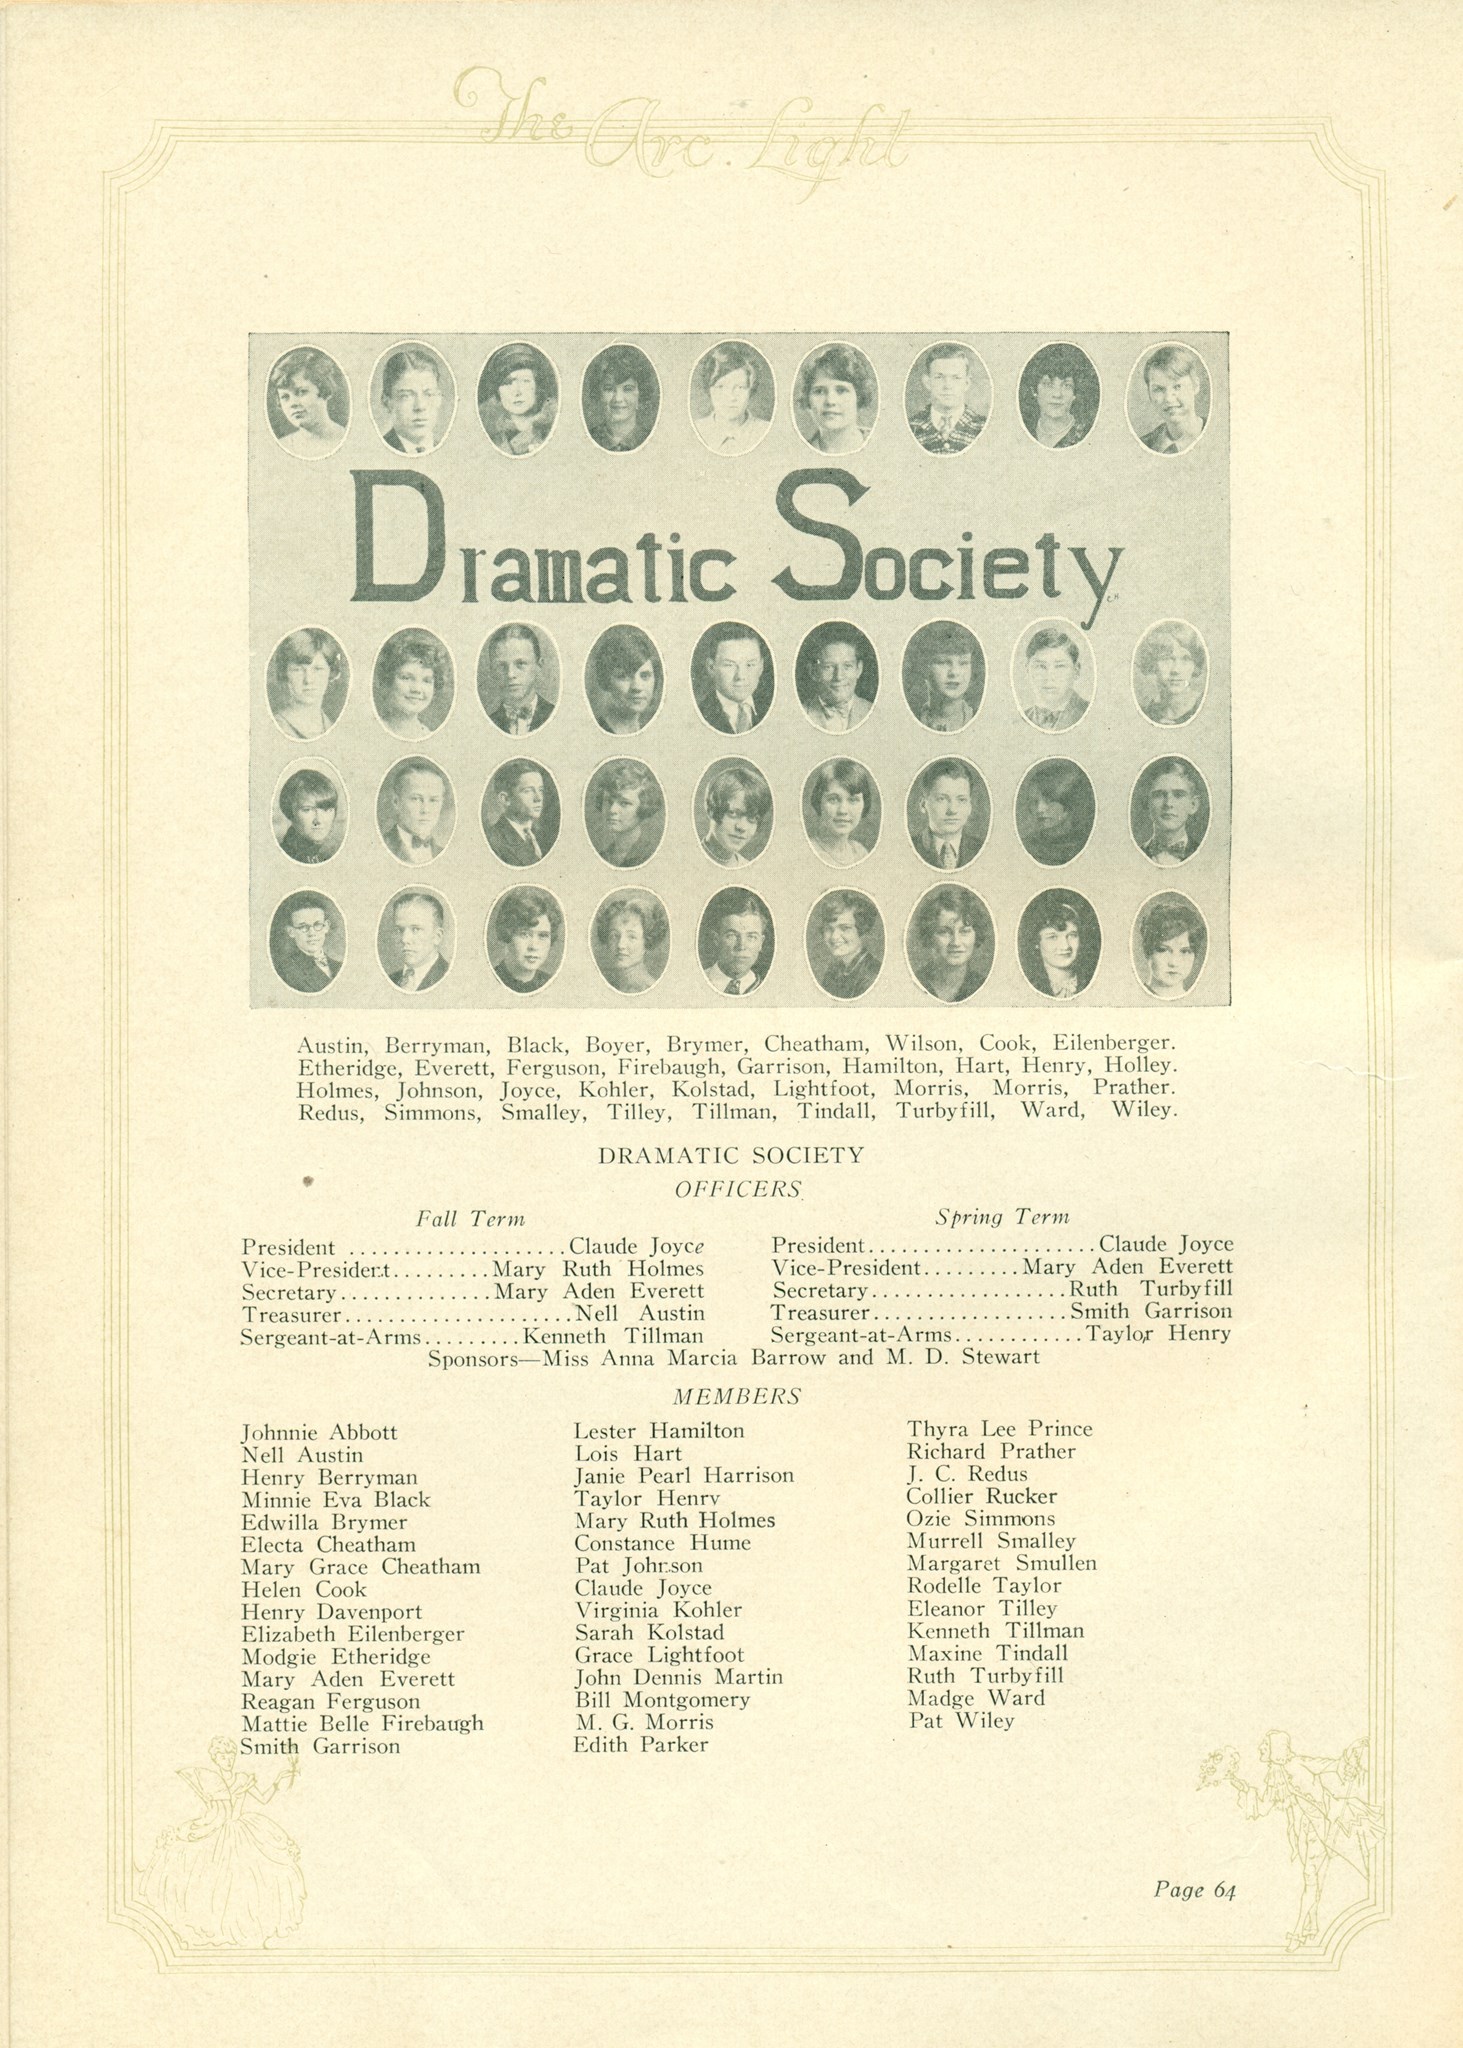 The Arc Light
Dramatic Society
Austin, Berryman, Black, Boyer, Brymer, Cheatham, Wilson, Cook, Eilenberger.
Etheridge, Everett, Ferguson, Firebaugh, Garrison, Hamilton, Hart, Henry, Holley.
Holmes, Johnson, Joyce, Kohler, Kolstad, Lightfoot, Morris, Morris, Prather.
Redus, Simmons, Smalley, Tilley, Tillman, Tindall, Turbyfill, Ward, Wiley.
DRAMATIC SOCIETY
OFFICERS
Fall Term
President ....................Claude Joyce
Vice-President.........Mary Ruth Holmes
Secretary..............Mary Aden Everett
Treasurer.....................Nell Austin
Sergeant-at-Arms.........Kenneth Tillman
Spring Term
President.....................Claude Joyce
Vice-President.........Mary Aden Everett
Secretary..................Ruth Turbyfill
Treasurer..................Smith Garrison
Sergeant-at-Arms............Taylor Henry
Sponsors—Miss Anna Marcia Barrow and M. D. Stewart
MEMBERS
Johnnie Abbott
Nell Austin
Henry Berryman
Minnie Eva Black
Edwilla Brymer
Electa Cheatham
Mary Grace Cheatham
Helen Cook
Henry Davenport
Elizabeth Eilenberger
Modgie Etheridge
Mary Aden Everett
Reagan Ferguson
Mattie Belle Firebaugh
Smith Garrison
Lester Hamilton
Lois Hart
Janie Pearl Harrison
Taylor Henry
Mary Ruth Holmes
Constance Hume
Pat Johnson
Claude Joyce
Virginia Kohler
Sarah Kolstad
Grace Lightfoot
John Dennis Martin
Bill Montgomery
M. G. Morris
Edith Parker
Thyra Lee Prince
Richard Prather
J. C. Redus
Collier Rucker
Ozie Simmons
Murrell Smalley
Margaret Smullen
Rodelle Taylor
Eleanor Tilley
Kenneth Tillman
Maxine Tindall
Ruth Turbyfill
Madge Ward
Pat Wiley
Page 64